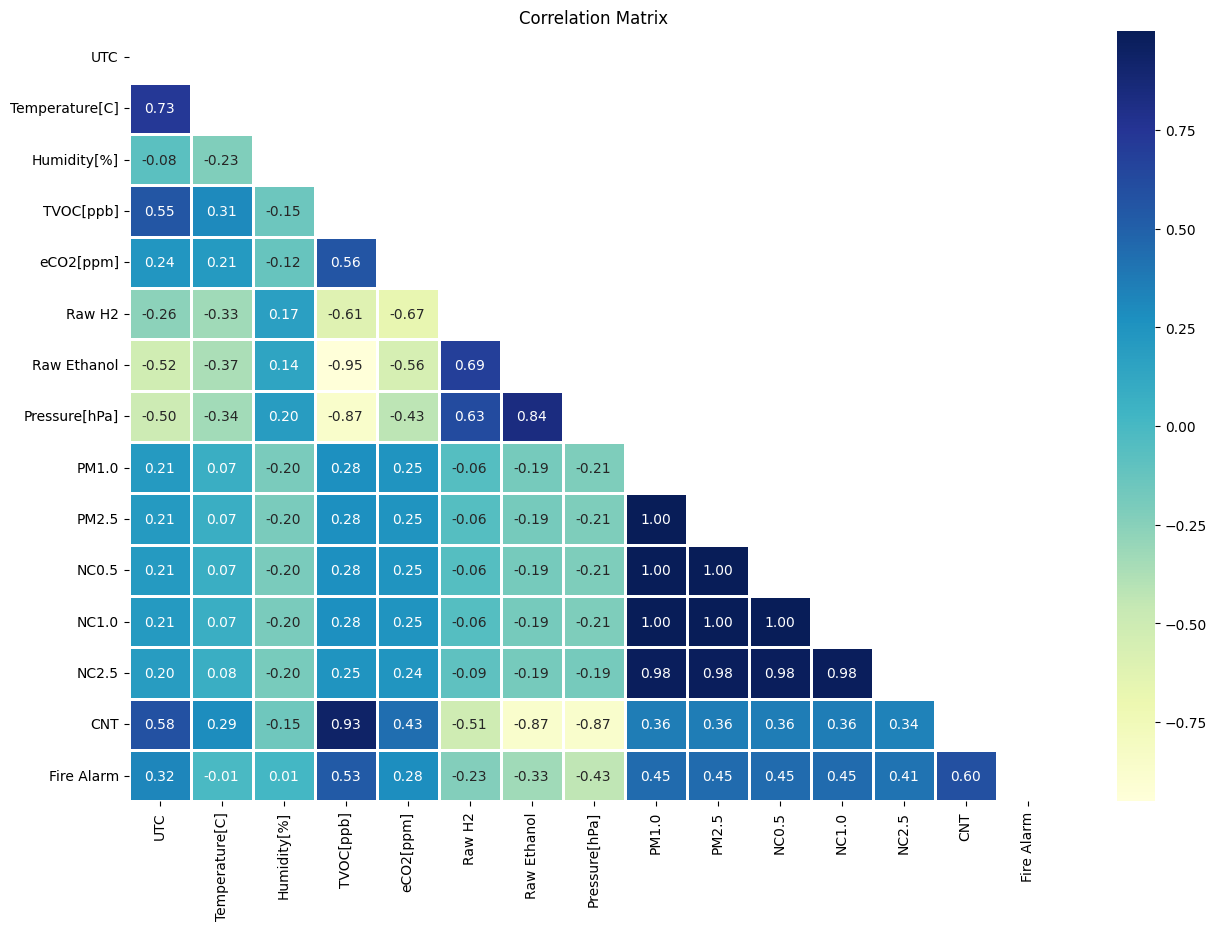 Correlation Matrix
UTC
Temperature[C] 0.73
Humidity[%] -0.08 -0.23
TVOC[ppb] 0.55 0.31 -0.15
eCO2[ppm] 0.24 0.21 -0.12 0.56
Raw H2 -0.26 -0.33 0.17 -0.61 -0.67
Raw Ethanol -0.52 -0.37 0.14 -0.95 -0.56 0.69
Pressure[hPa] -0.50 -0.34 0.20 -0.87 -0.43 0.63 0.84
PM1.0 0.21 0.07 -0.20 0.28 0.25 -0.06 -0.19 -0.21
PM2.5 0.21 0.07 -0.20 0.28 0.25 -0.06 -0.19 -0.21 1.00
NC0.5 0.21 0.07 -0.20 0.28 0.25 -0.06 -0.19 -0.21 1.00 1.00
NC1.0 0.21 0.07 -0.20 0.28 0.25 -0.06 -0.19 -0.21 1.00 1.00 1.00
NC2.5 0.20 0.08 -0.20 0.25 0.24 -0.09 -0.19 -0.19 0.98 0.98 0.98 0.98
CNT 0.58 0.29 -0.15 0.93 0.43 -0.51 -0.87 -0.87 0.36 0.36 0.36 0.36 0.34
Fire Alarm 0.32 -0.01 0.01 0.53 0.28 -0.23 -0.33 -0.43 0.45 0.45 0.45 0.45 0.41 0.60
UTC
Temperature[C]
Humidity[%]
TVOC[ppb]
eCO2[ppm]
Raw H2
Raw Ethanol
Pressure[hPa]
PM1.0
PM2.5
NC0.5
NC1.0
NC2.5
CNT
Fire Alarm
0.75
0.50
0.25
0.00
−0.25
−0.50
−0.75